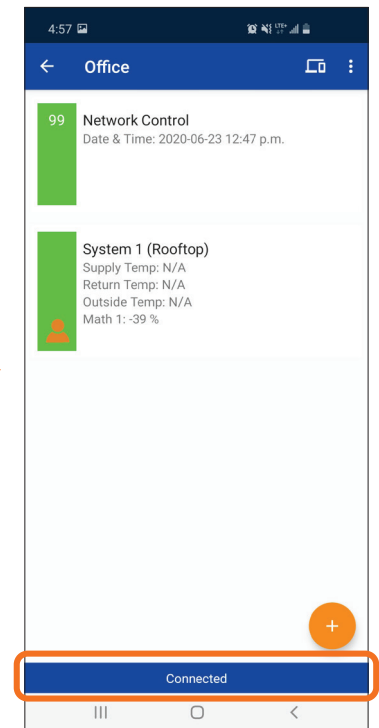 4:57
LTE+
Office
99
Network Control
Date & Time: 2020-06-23 12:47 p.m.
System 1 (Rooftop)
Supply Temp: N/A
Return Temp: N/A
Outside Temp: N/A
Math 1: -39 %
+
Connected